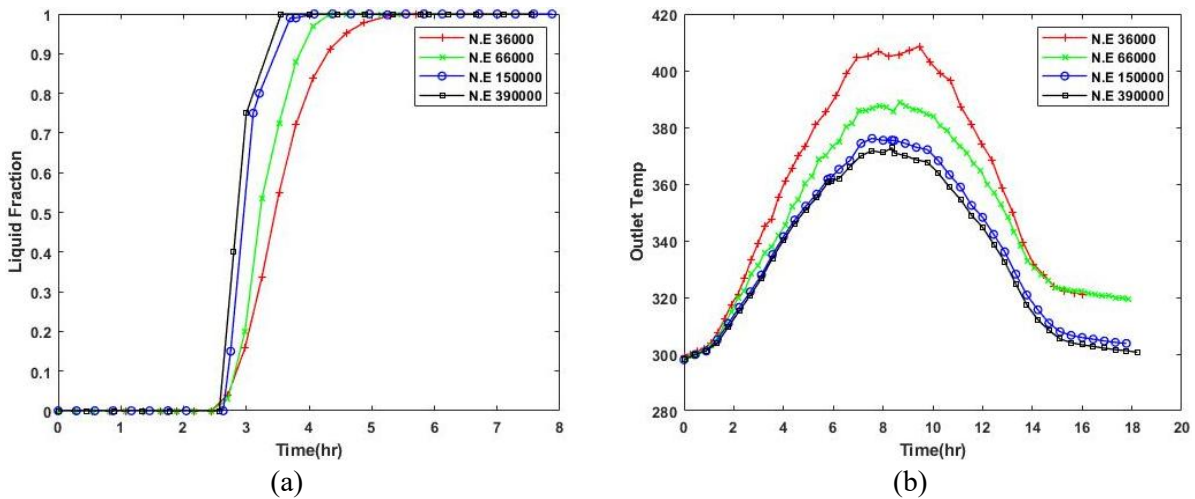 1
0.9
0.8
0.7
0.6
0.5
0.4
0.3
0.2
0.1
0
Liquid Fraction
0 1 2 3 4 5 6 7 8
Time(hr)
N.E 36000
N.E 66000
N.E 150000
N.E 390000
(a)
420
400
380
360
340
320
300
280
Outlet Temp
0 2 4 6 8 10 12 14 16 18 20
Time(hr)
N.E 36000
N.E 66000
N.E 150000
N.E 390000
(b)